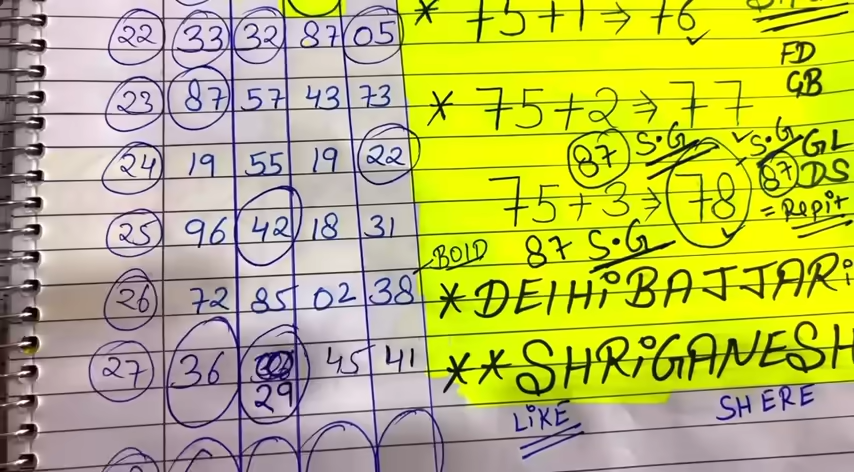 22 33 32 87 05
23 87 57 43 73
24 19 55 19 22
25 96 42 18 31
26 72 85 02 38
27 36 29 45 41
* 75+1 ⇒ 76
FD
GB
* 75+2 ⇒ 77
87 S.G S.G GL
75+3 ⇒ 78 87 DS
= Repit
BOLD 87 S.G
* DElHiBAJJARi
** SHRiGANESH
LiKE SHERE